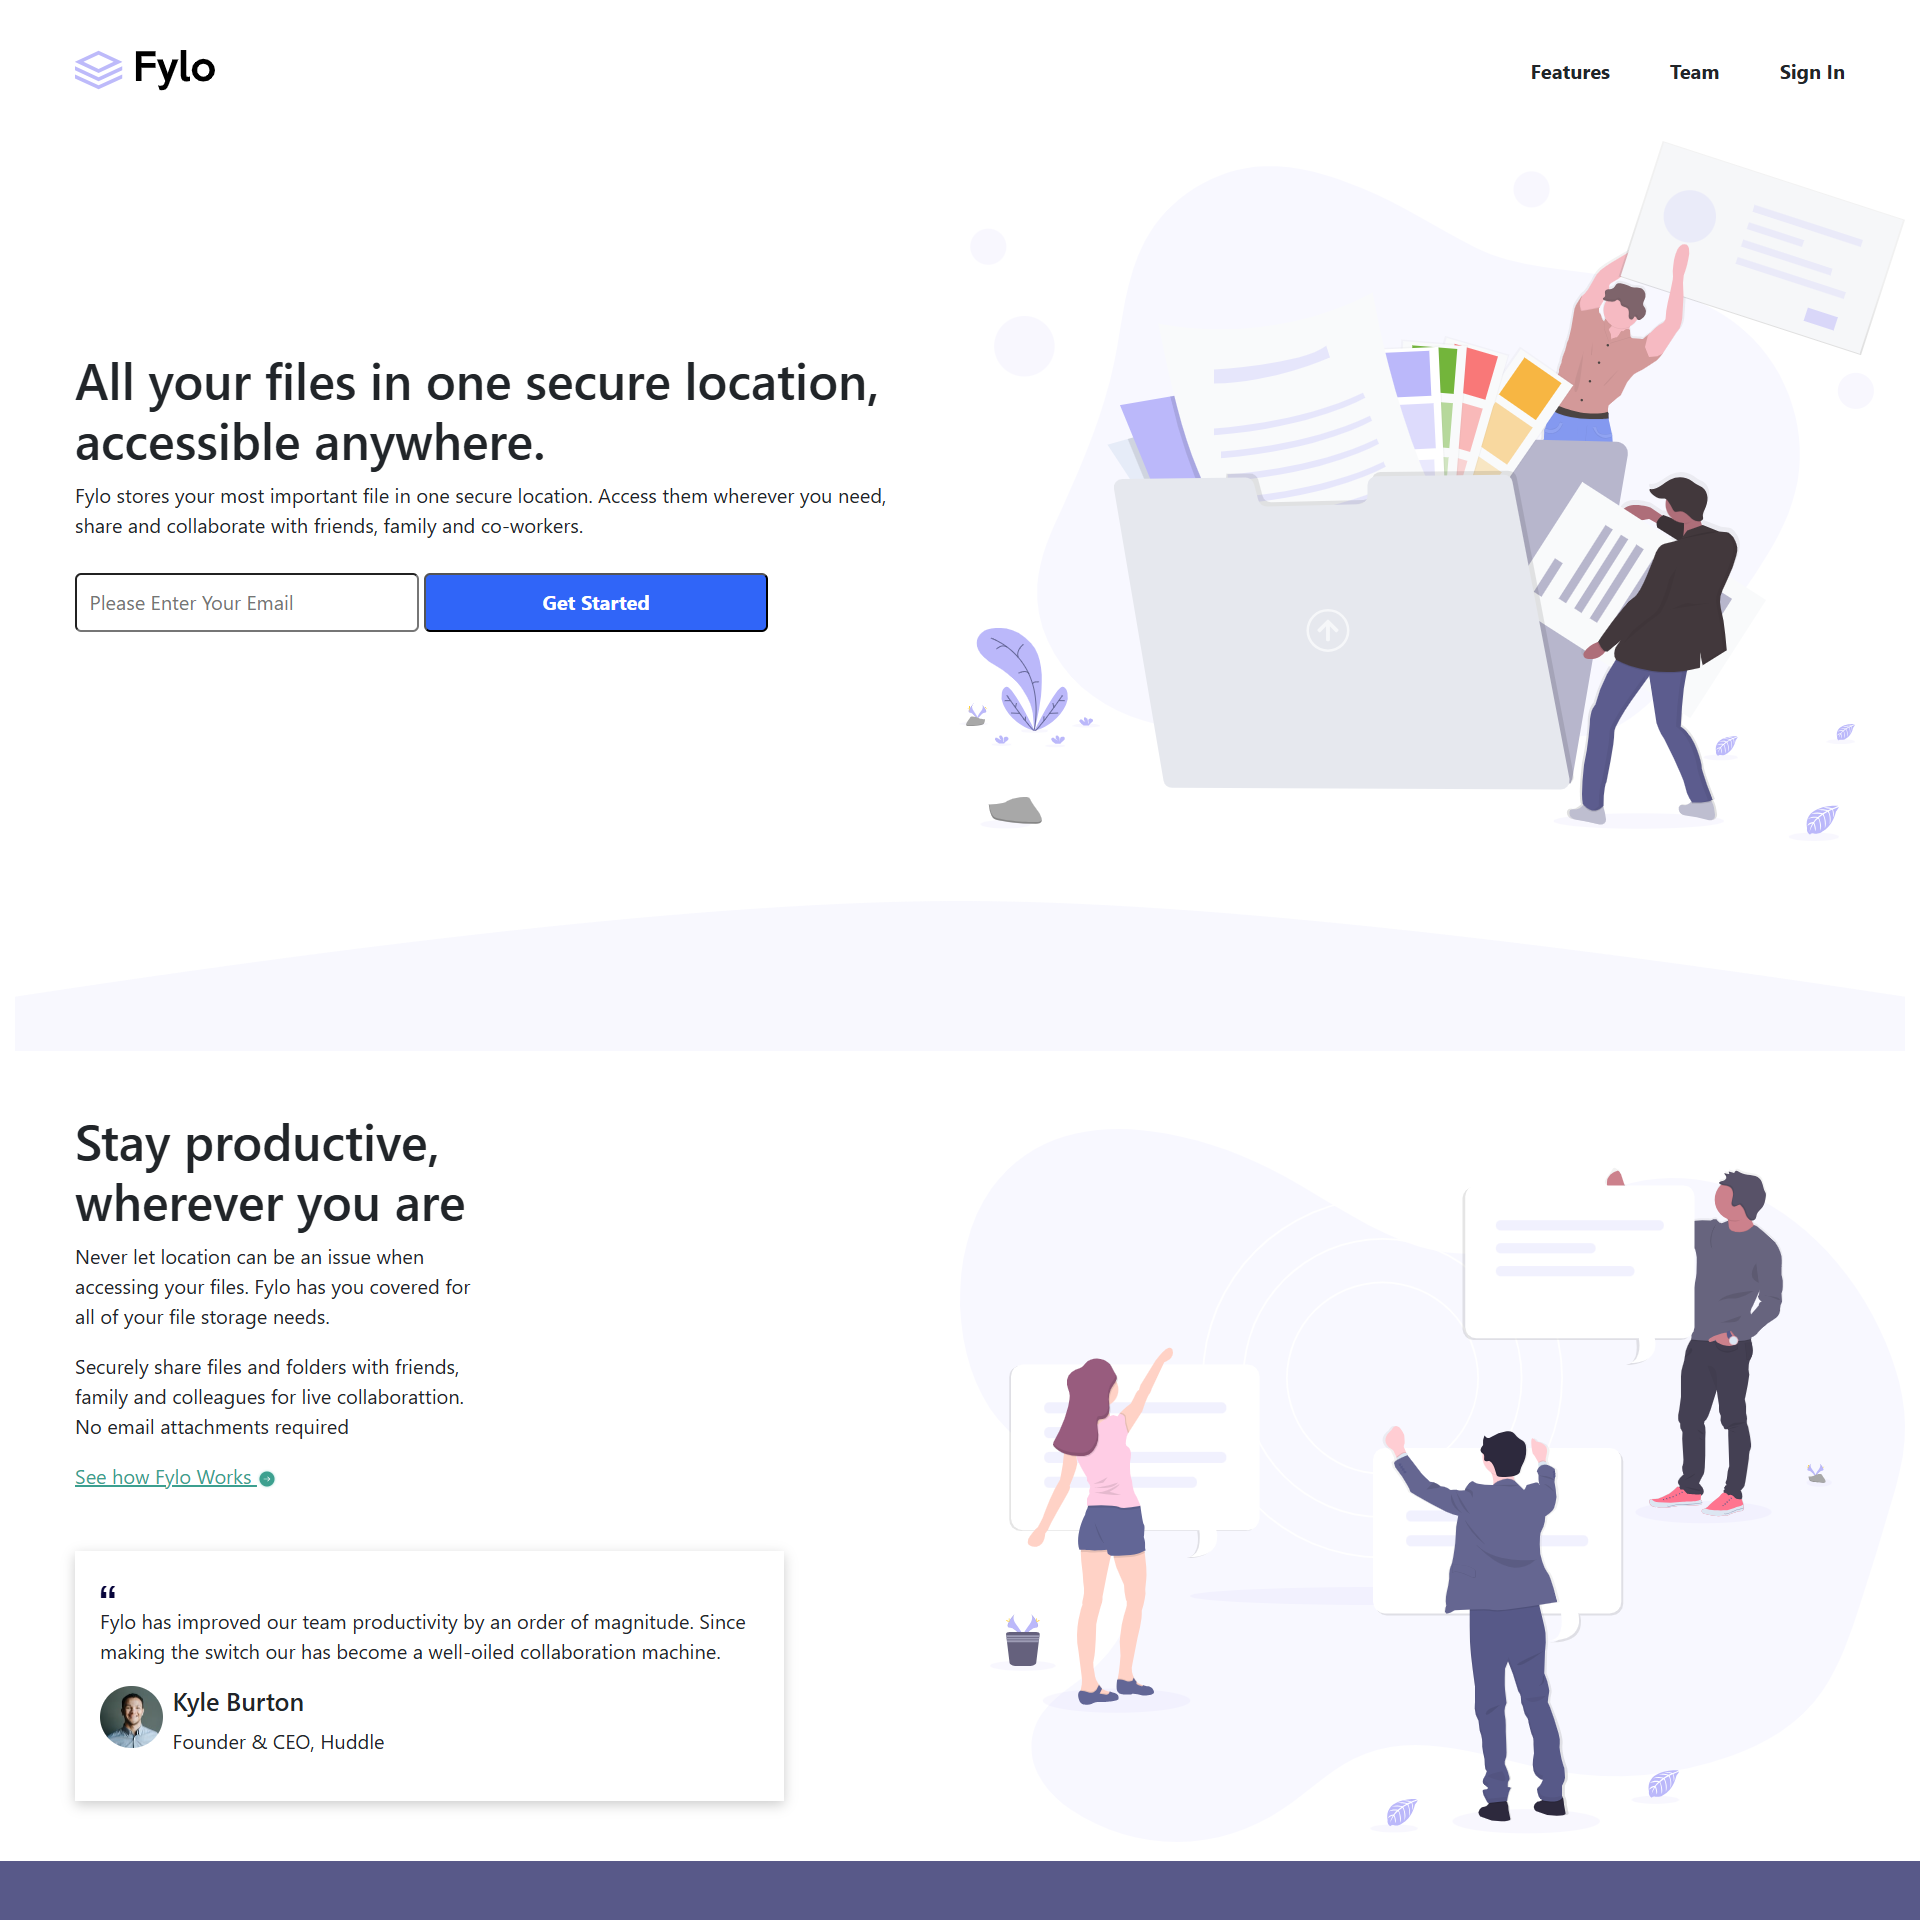 Fylo
Features
Team
Sign In
All your files in one secure location,
accessible anywhere.
Fylo stores your most important file in one secure location. Access them wherever you need,
share and collaborate with friends, family and co-workers.
Please Enter Your Email
Get Started
Stay productive,
wherever you are
Never let location can be an issue when
accessing your files. Fylo has you covered for
all of your file storage needs.
Securely share files and folders with friends,
family and colleagues for live collaborattion.
No email attachments required
See how Fylo Works
“
Fylo has improved our team productivity by an order of magnitude. Since
making the switch our has become a well-oiled collaboration machine.
Kyle Burton
Founder & CEO, Huddle